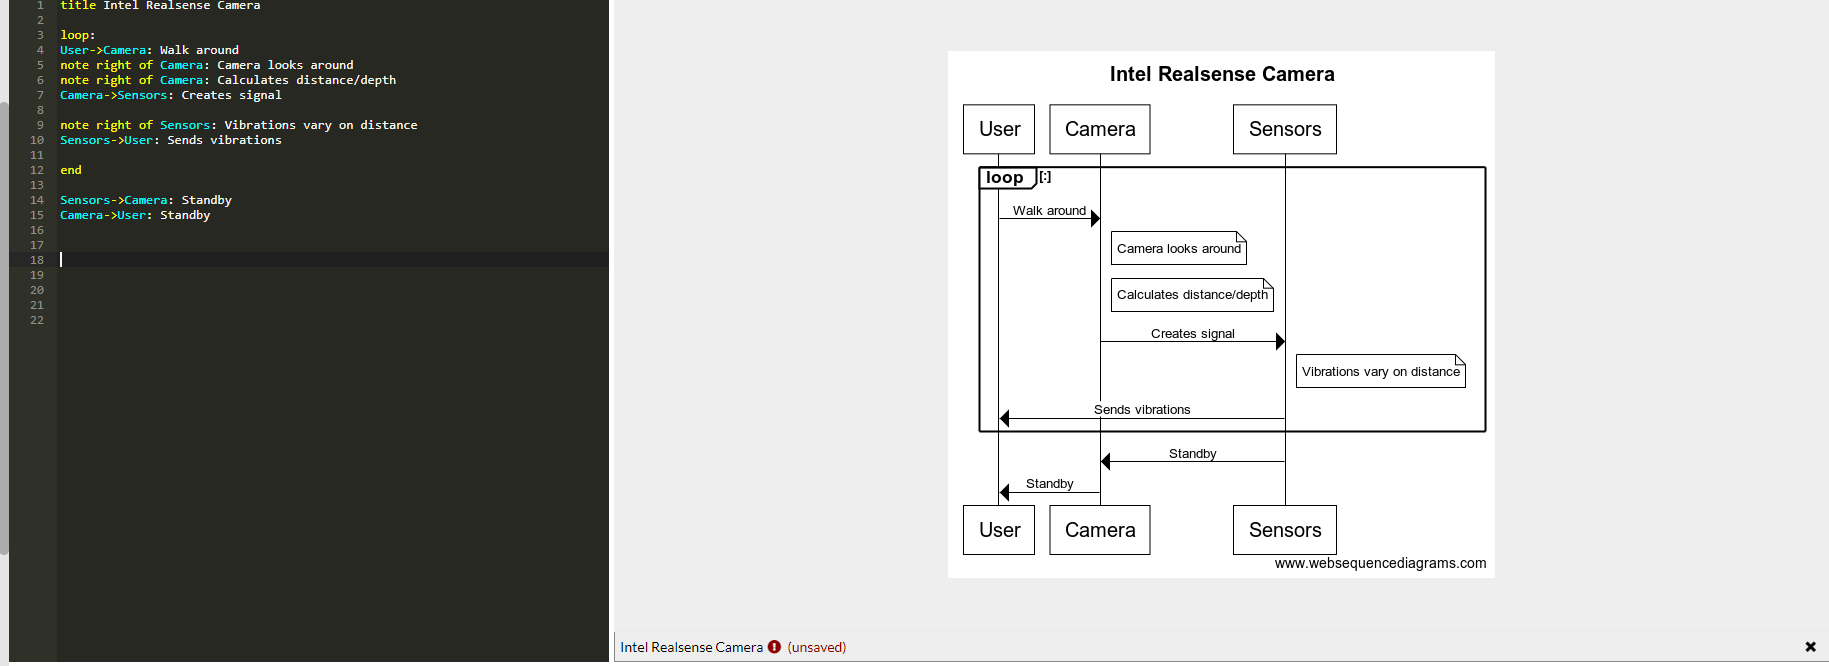 1 title Intel Realsense Camera
2
3 loop:
4 User->Camera: Walk around
5 note right of Camera: Camera looks around
6 note right of Camera: Calculates distance/depth
7 Camera->Sensors: Creates signal
8
9 note right of Sensors: Vibrations vary on distance
10 Sensors->User: Sends vibrations
11
12 end
13
14 Sensors->Camera: Standby
15 Camera->User: Standby
16
17
18
19
20
21
22
Intel Realsense Camera
User Camera Sensors
loop [:]
Walk around
Camera looks around
Calculates distance/depth
Creates signal
Vibrations vary on distance
Sends vibrations
Standby
Standby
User Camera Sensors
www.websequencediagrams.com
Intel Realsense Camera (unsaved)